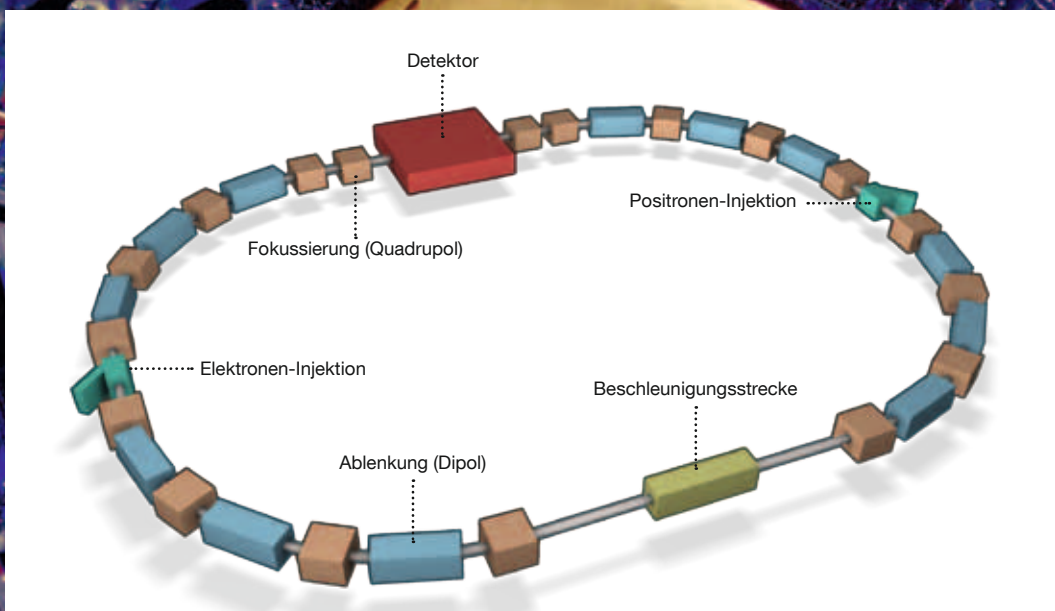 Detektor
Positronen-Injektion
Fokussierung (Quadrupol)
Elektronen-Injektion
Beschleunigungsstrecke
Ablenkung (Dipol)